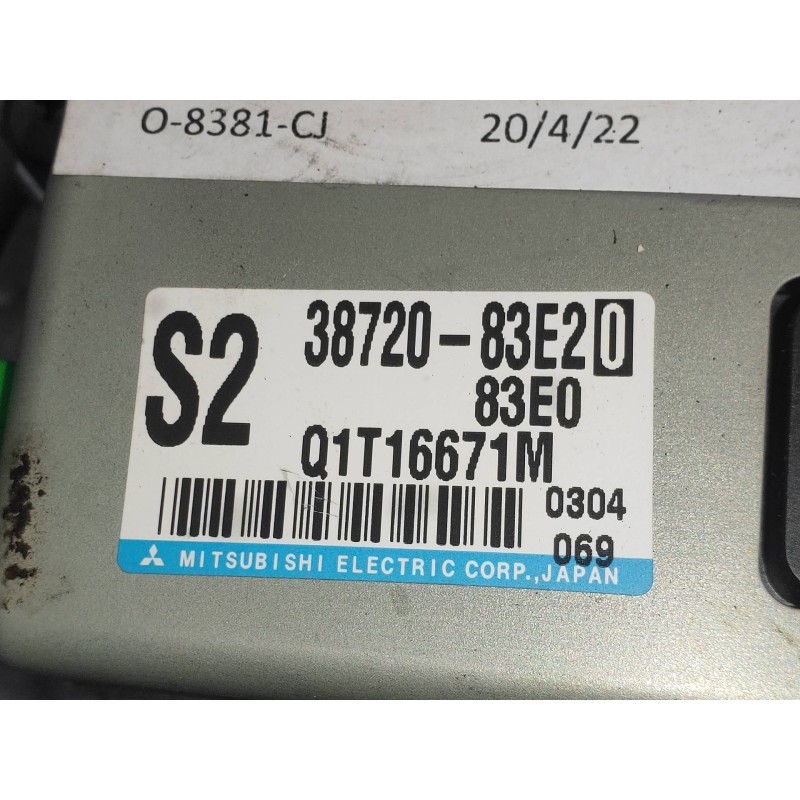 O-8381-CJ 20/4/22
S2
38720-83E20
83E0
Q1T16671M
0304
069
MITSUBISHI ELECTRIC CORP.,JAPAN